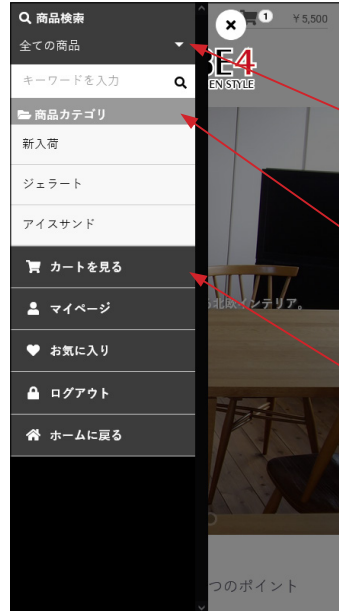 商品検索
全ての商品
キーワードを入力
商品カテゴリ
新入荷
ジェラート
アイスサンド
カートを見る
マイページ
お気に入り
ログアウト
ホームに戻る
1
¥5,500
BE4
EN STYLE
北欧インテリア。
つのポイント